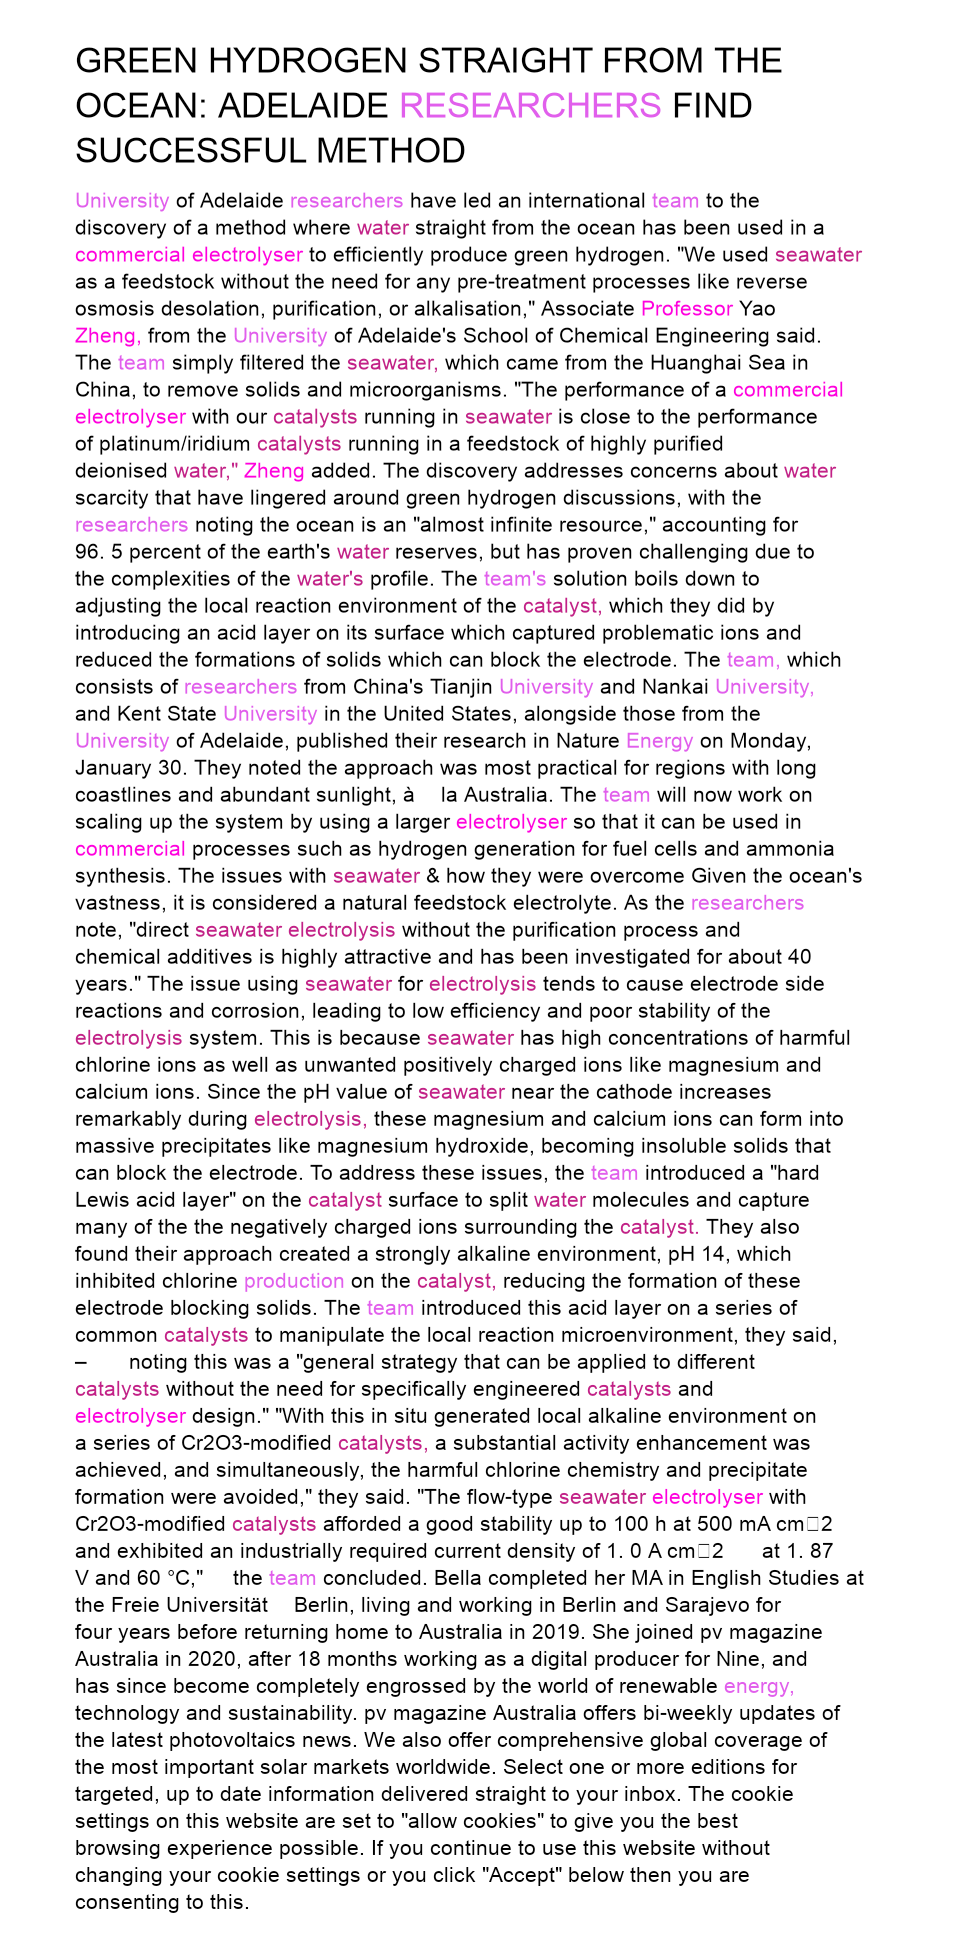 GREEN HYDROGEN STRAIGHT FROM THE
OCEAN: ADELAIDE RESEARCHERS FIND
SUCCESSFUL METHOD
University of Adelaide researchers have led an international team to the
discovery of a method where water straight from the ocean has been used in a
commercial electrolyser to efficiently produce green hydrogen. "We used seawater
as a feedstock without the need for any pre-treatment processes like reverse
osmosis desolation, purification, or alkalisation," Associate Professor Yao
Zheng, from the University of Adelaide's School of Chemical Engineering said.
The team simply filtered the seawater, which came from the Huanghai Sea in
China, to remove solids and microorganisms. "The performance of a commercial
electrolyser with our catalysts running in seawater is close to the performance
of platinum/iridium catalysts running in a feedstock of highly purified
deionised water," Zheng added. The discovery addresses concerns about water
scarcity that have lingered around green hydrogen discussions, with the
researchers noting the ocean is an "almost infinite resource," accounting for
96. 5 percent of the earth's water reserves, but has proven challenging due to
the complexities of the water's profile. The team's solution boils down to
adjusting the local reaction environment of the catalyst, which they did by
introducing an acid layer on its surface which captured problematic ions and
reduced the formations of solids which can block the electrode. The team, which
consists of researchers from China's Tianjin University and Nankai University,
and Kent State University in the United States, alongside those from the
University of Adelaide, published their research in Nature Energy on Monday,
January 30. They noted the approach was most practical for regions with long
coastlines and abundant sunlight, à la Australia. The team will now work on
scaling up the system by using a larger electrolyser so that it can be used in
commercial processes such as hydrogen generation for fuel cells and ammonia
synthesis. The issues with seawater & how they were overcome Given the ocean's
vastness, it is considered a natural feedstock electrolyte. As the researchers
note, "direct seawater electrolysis without the purification process and
chemical additives is highly attractive and has been investigated for about 40
years." The issue using seawater for electrolysis tends to cause electrode side
reactions and corrosion, leading to low efficiency and poor stability of the
electrolysis system. This is because seawater has high concentrations of harmful
chlorine ions as well as unwanted positively charged ions like magnesium and
calcium ions. Since the pH value of seawater near the cathode increases
remarkably during electrolysis, these magnesium and calcium ions can form into
massive precipitates like magnesium hydroxide, becoming insoluble solids that
can block the electrode. To address these issues, the team introduced a "hard
Lewis acid layer" on the catalyst surface to split water molecules and capture
many of the the negatively charged ions surrounding the catalyst. They also
found their approach created a strongly alkaline environment, pH 14, which
inhibited chlorine production on the catalyst, reducing the formation of these
electrode blocking solids. The team introduced this acid layer on a series of
common catalysts to manipulate the local reaction microenvironment, they said,
– noting this was a "general strategy that can be applied to different
catalysts without the need for specifically engineered catalysts and
electrolyser design." "With this in situ generated local alkaline environment on
a series of Cr2O3-modified catalysts, a substantial activity enhancement was
achieved, and simultaneously, the harmful chlorine chemistry and precipitate
formation were avoided," they said. "The flow-type seawater electrolyser with
Cr2O3-modified catalysts afforded a good stability up to 100 h at 500 mA cm□2
and exhibited an industrially required current density of 1. 0 A cm□2 at 1. 87
V and 60 °C," the team concluded. Bella completed her MA in English Studies at
the Freie Universität Berlin, living and working in Berlin and Sarajevo for
four years before returning home to Australia in 2019. She joined pv magazine
Australia in 2020, after 18 months working as a digital producer for Nine, and
has since become completely engrossed by the world of renewable energy,
technology and sustainability. pv magazine Australia offers bi-weekly updates of
the latest photovoltaics news. We also offer comprehensive global coverage of
the most important solar markets worldwide. Select one or more editions for
targeted, up to date information delivered straight to your inbox. The cookie
settings on this website are set to "allow cookies" to give you the best
browsing experience possible. If you continue to use this website without
changing your cookie settings or you click "Accept" below then you are
consenting to this.